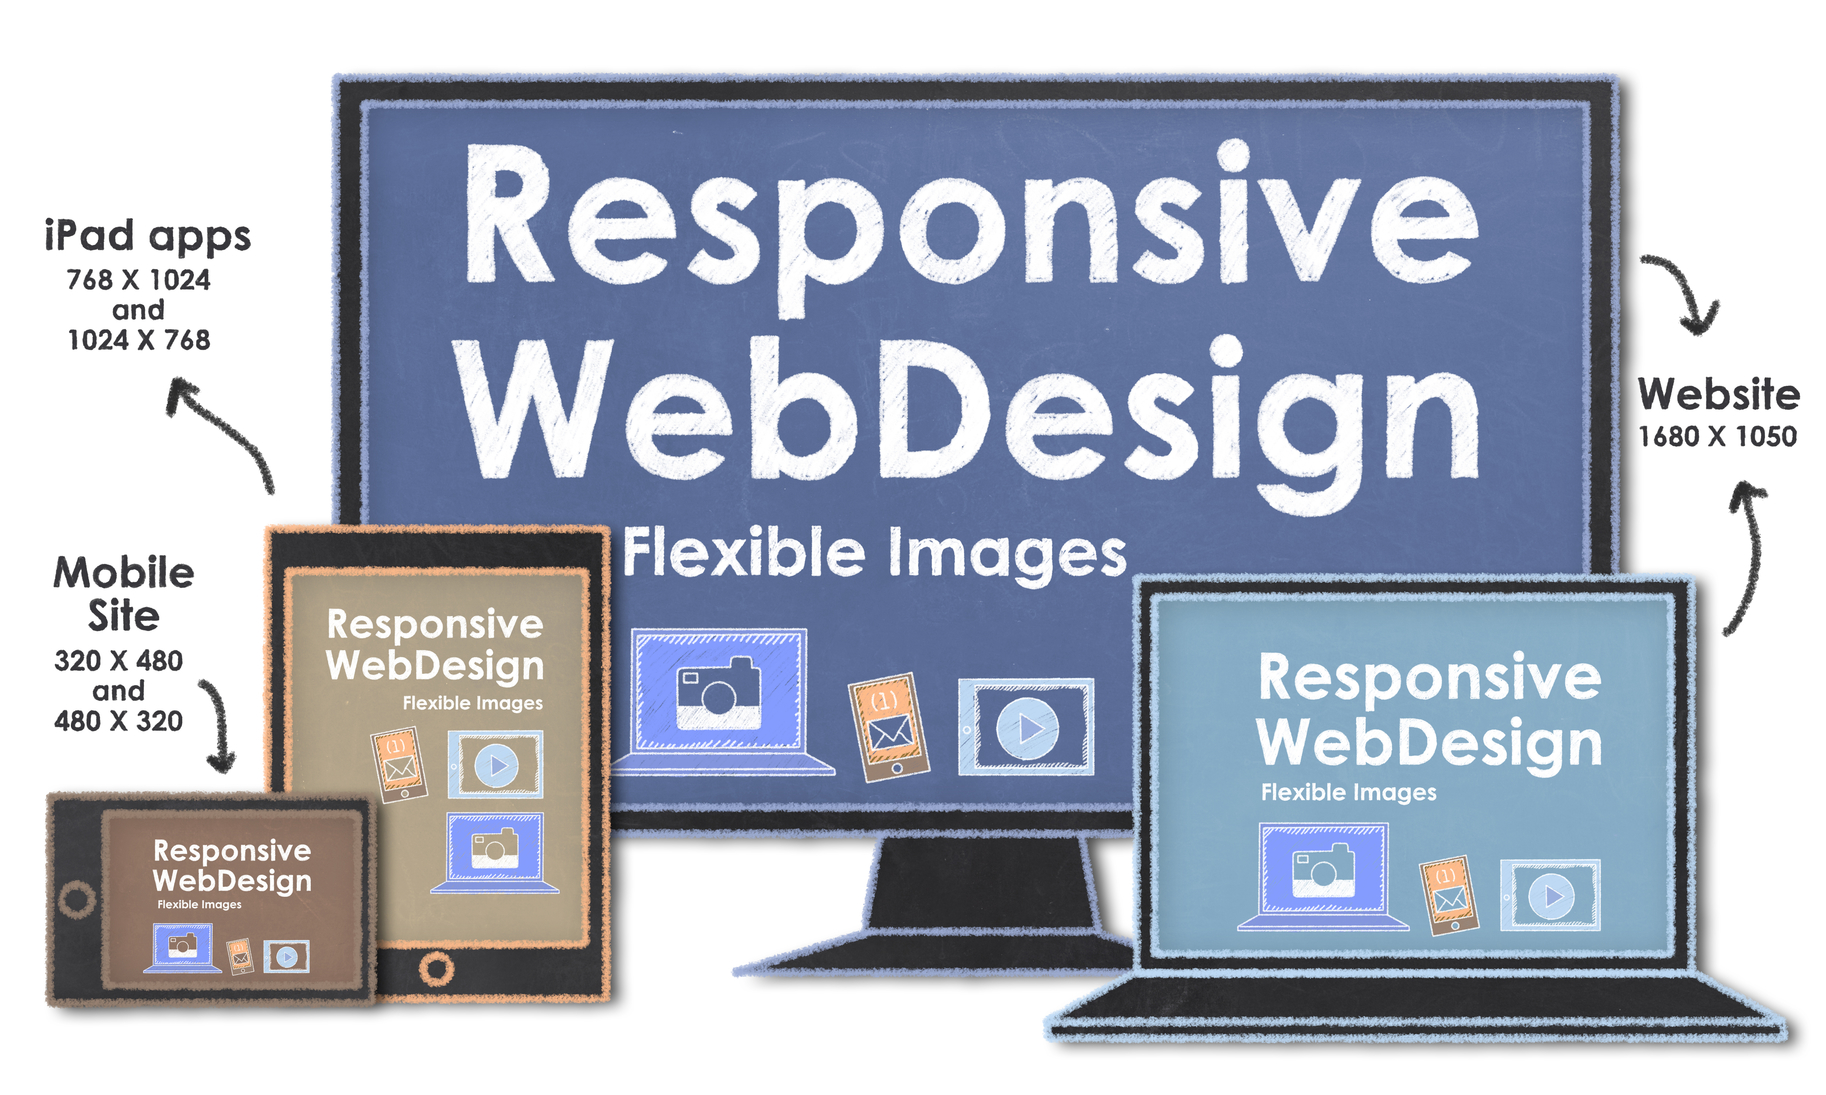 Responsive
WebDesign
Flexible Images
(1)
iPad apps
768 X 1024
and
1024 X 768
Mobile
Site
320 X 480
and
480 X 320
Website
1680 X 1050
Responsive
WebDesign
Flexible Images
(1)
Responsive
WebDesign
Flexible Images
(1)
Responsive
WebDesign
Flexible Images
(1)